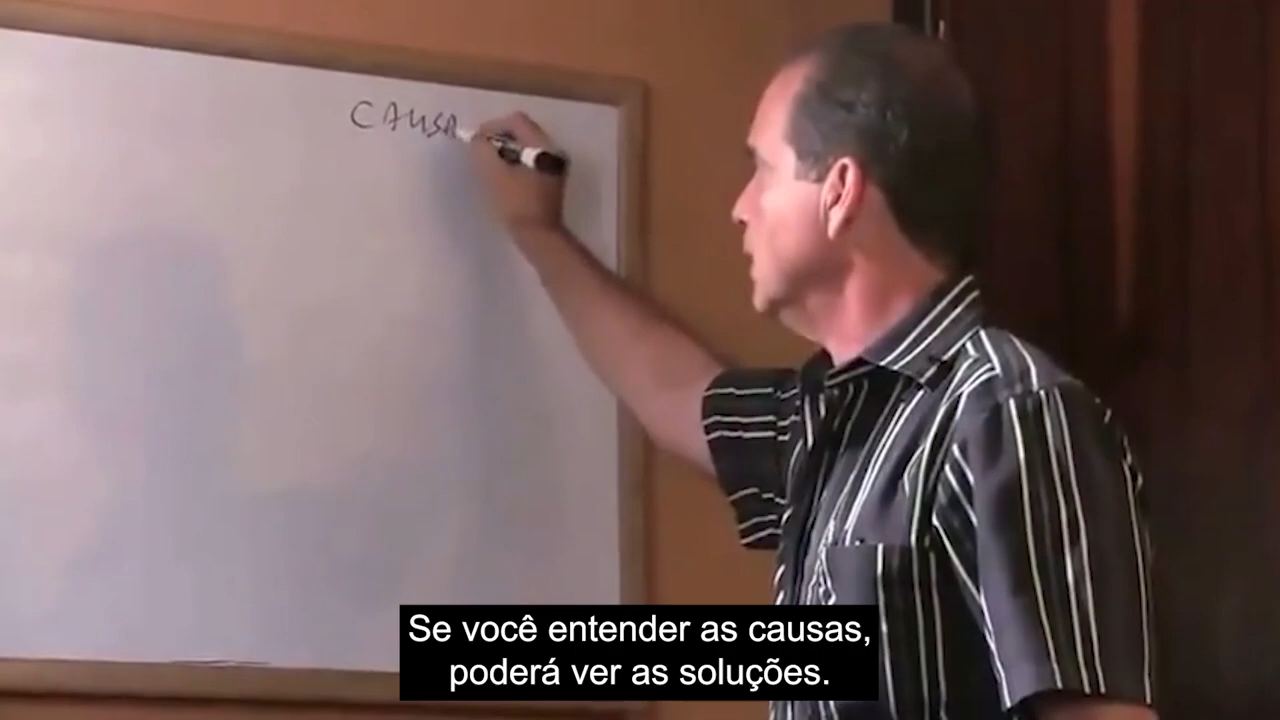 CAUSA
Se você entender as causas,
poderá ver as soluções.